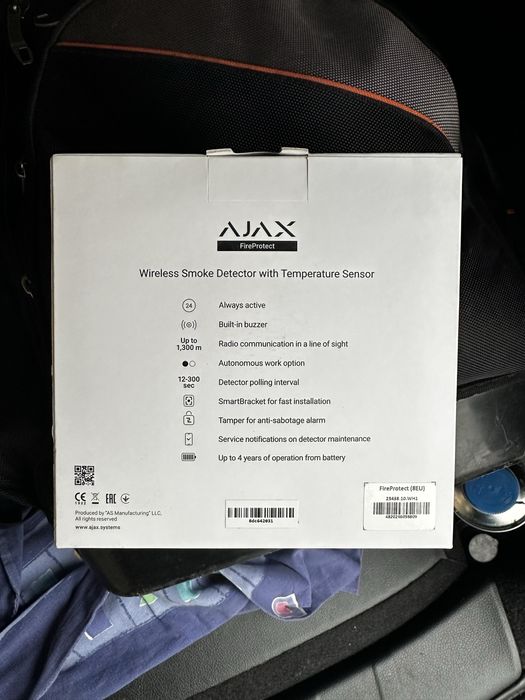 AJAX
FireProtect
Wireless Smoke Detector with Temperature Sensor
24
Always active
Built-in buzzer
Up to
1,300 m
Radio communication in a line of sight
Autonomous work option
12-300
sec
Detector polling interval
SmartBracket for fast installation
Tamper for anti-sabotage alarm
Service notifications on detector maintenance
Up to 4 years of operation from battery
CE
EAC
Produced by "AS Manufacturing" LLC.
All rights reserved
www.ajax.systems
FireProtect (8EU)